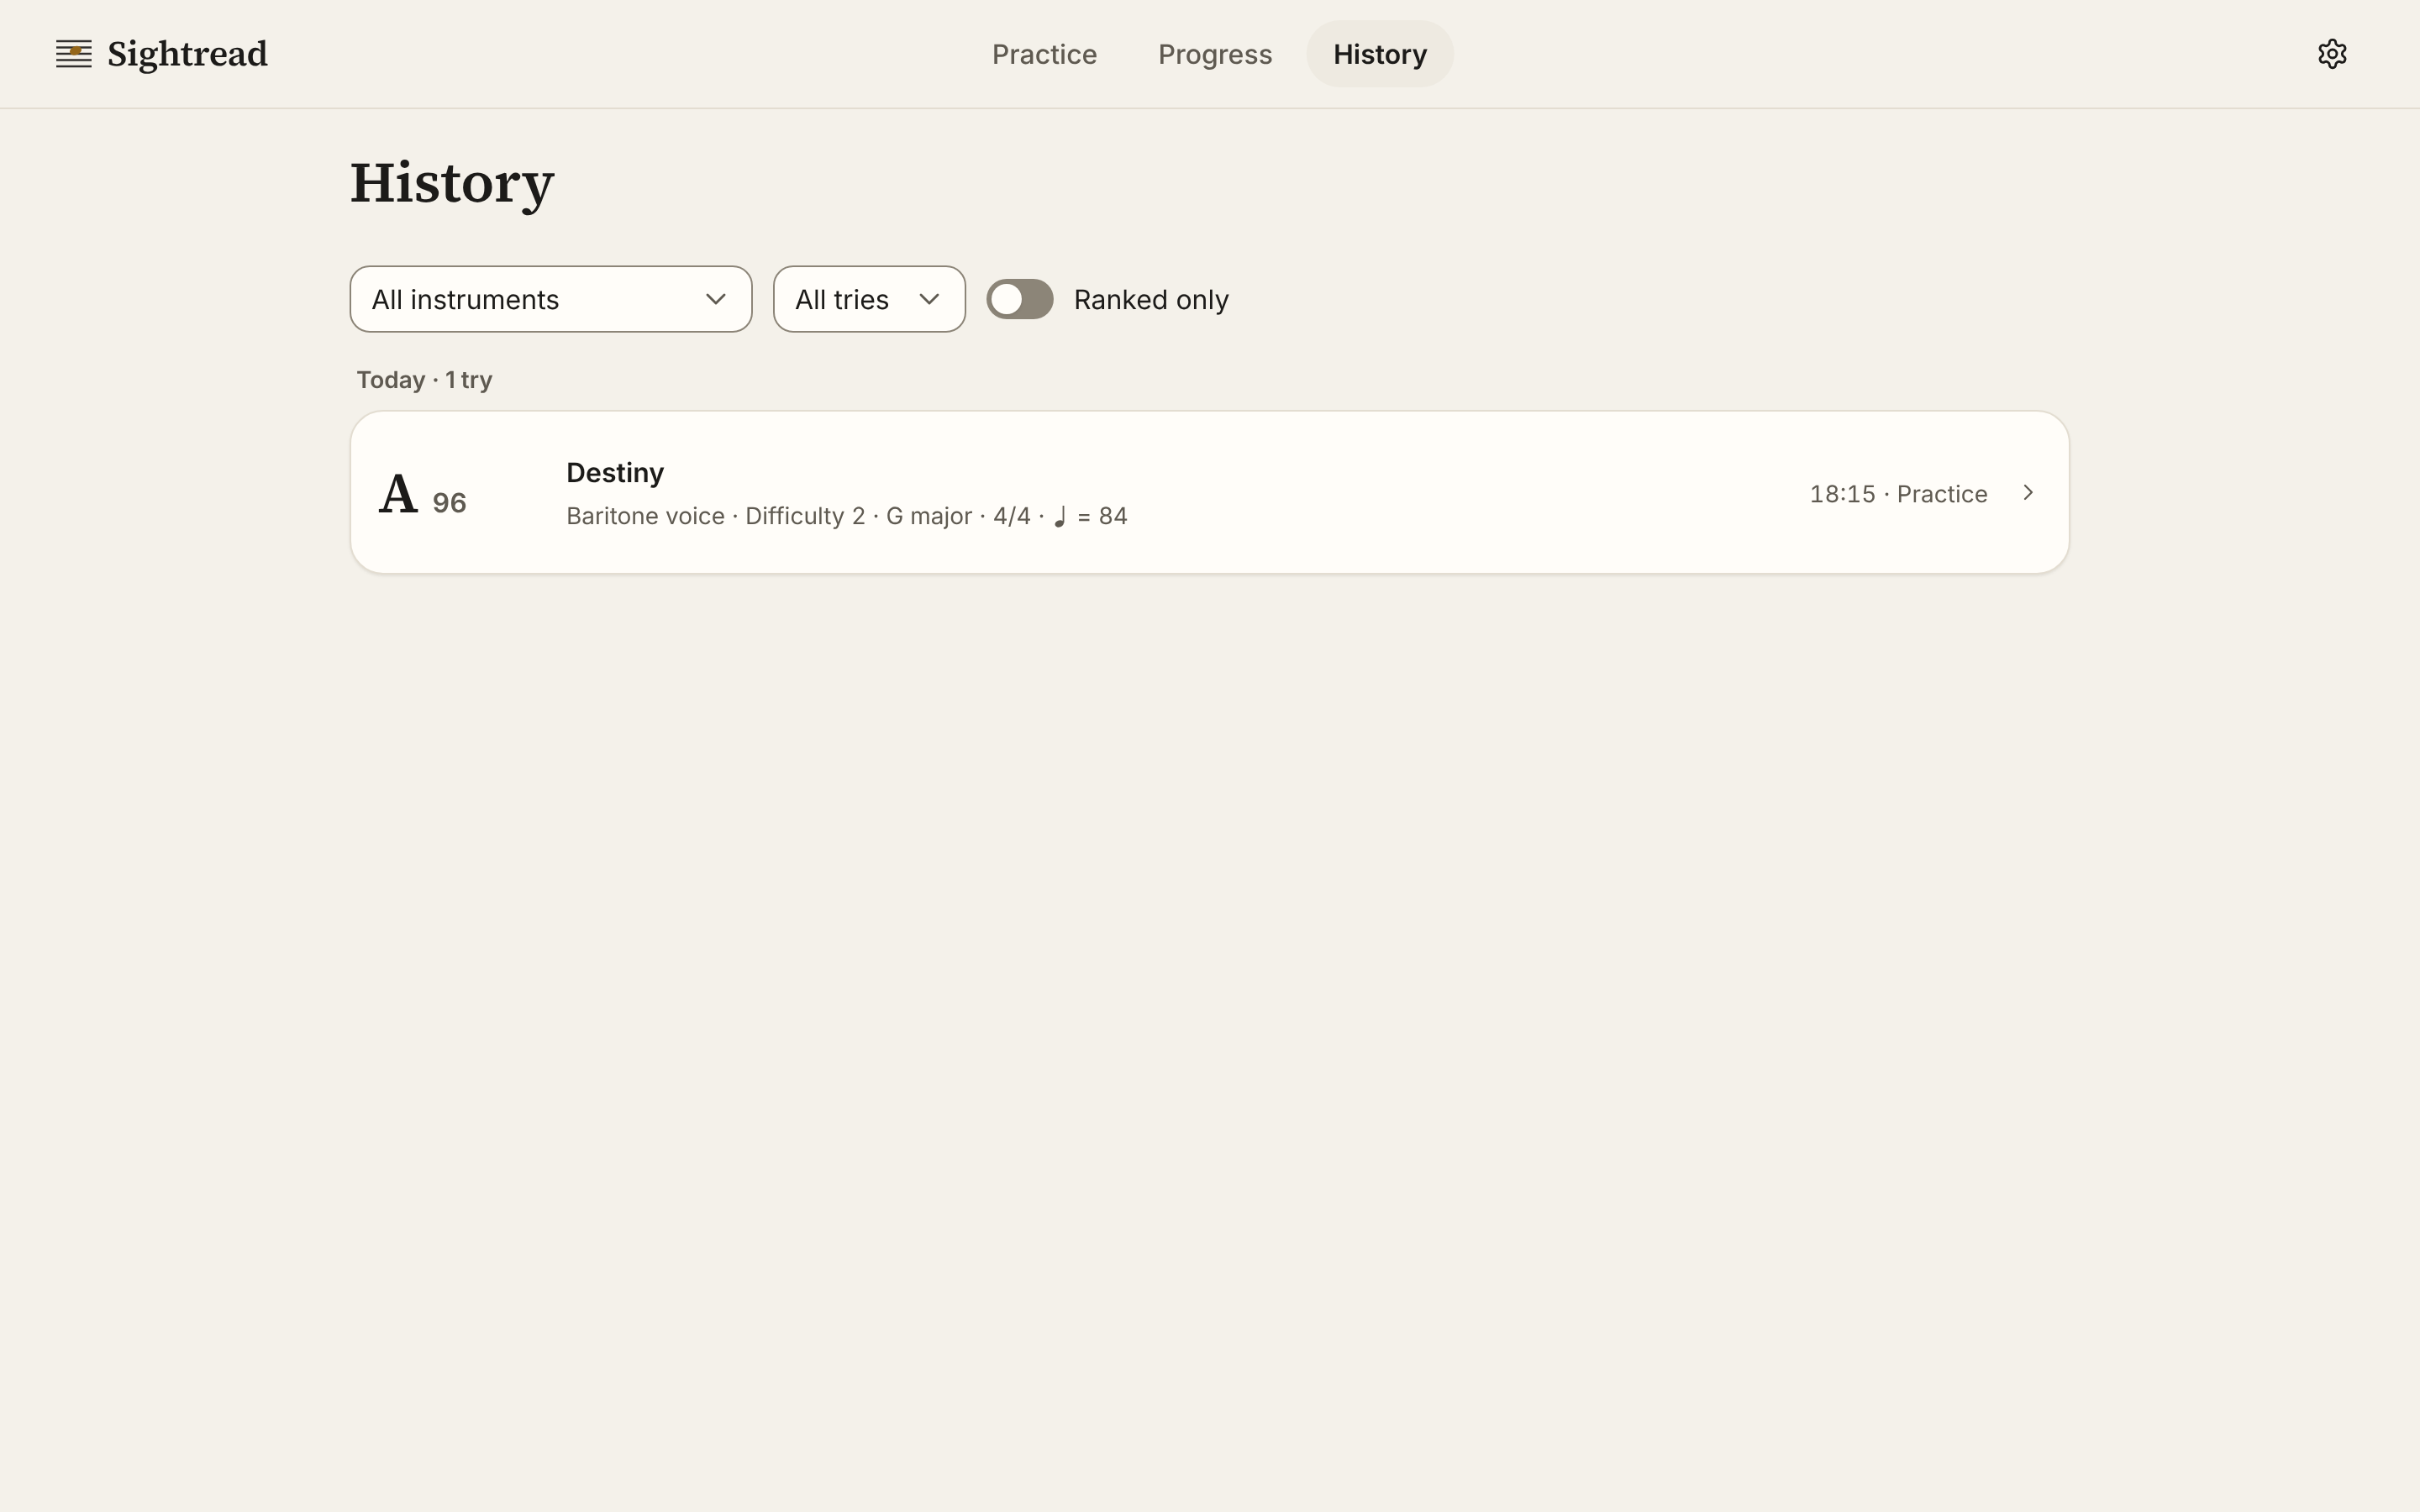 Sightread
Practice
Progress
History
History
All instruments
All tries
Ranked only
Today · 1 try
A 96
Destiny
Baritone voice · Difficulty 2 · G major · 4/4 · ♩ = 84
18:15 · Practice